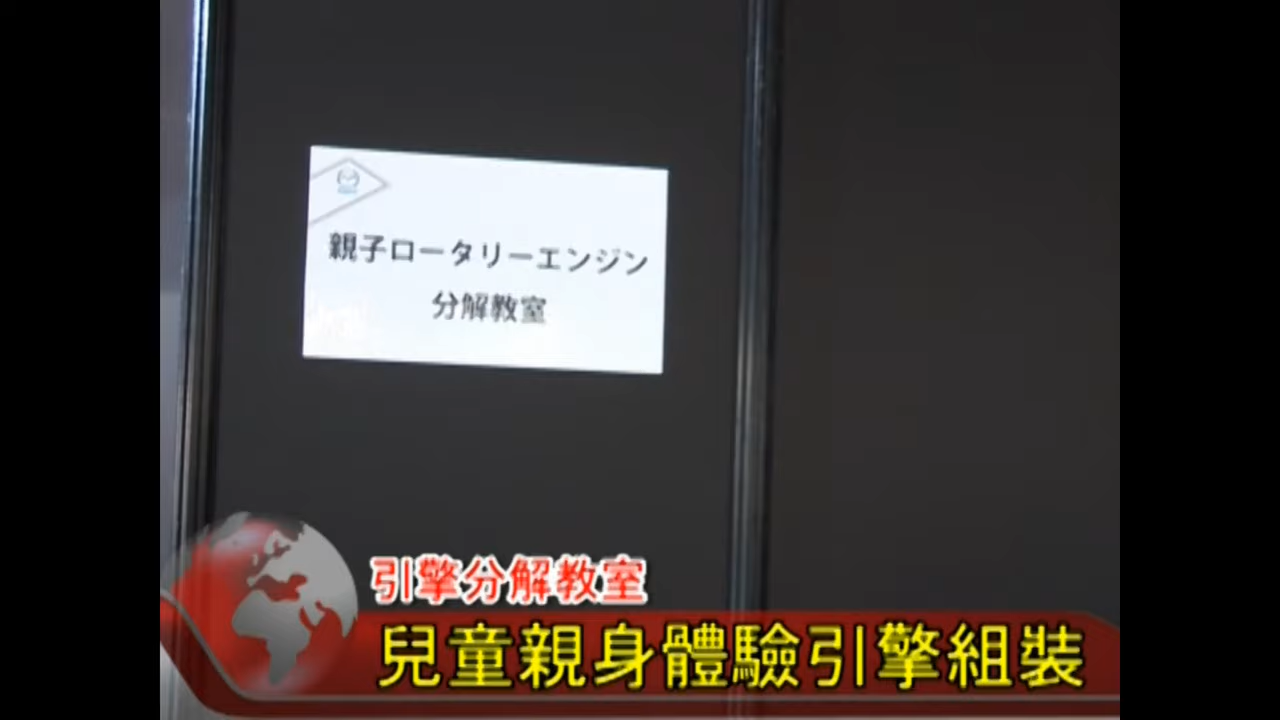 親子ロータリーエンジン
分解教室
引擎分解教室
兒童親身體驗引擎組裝